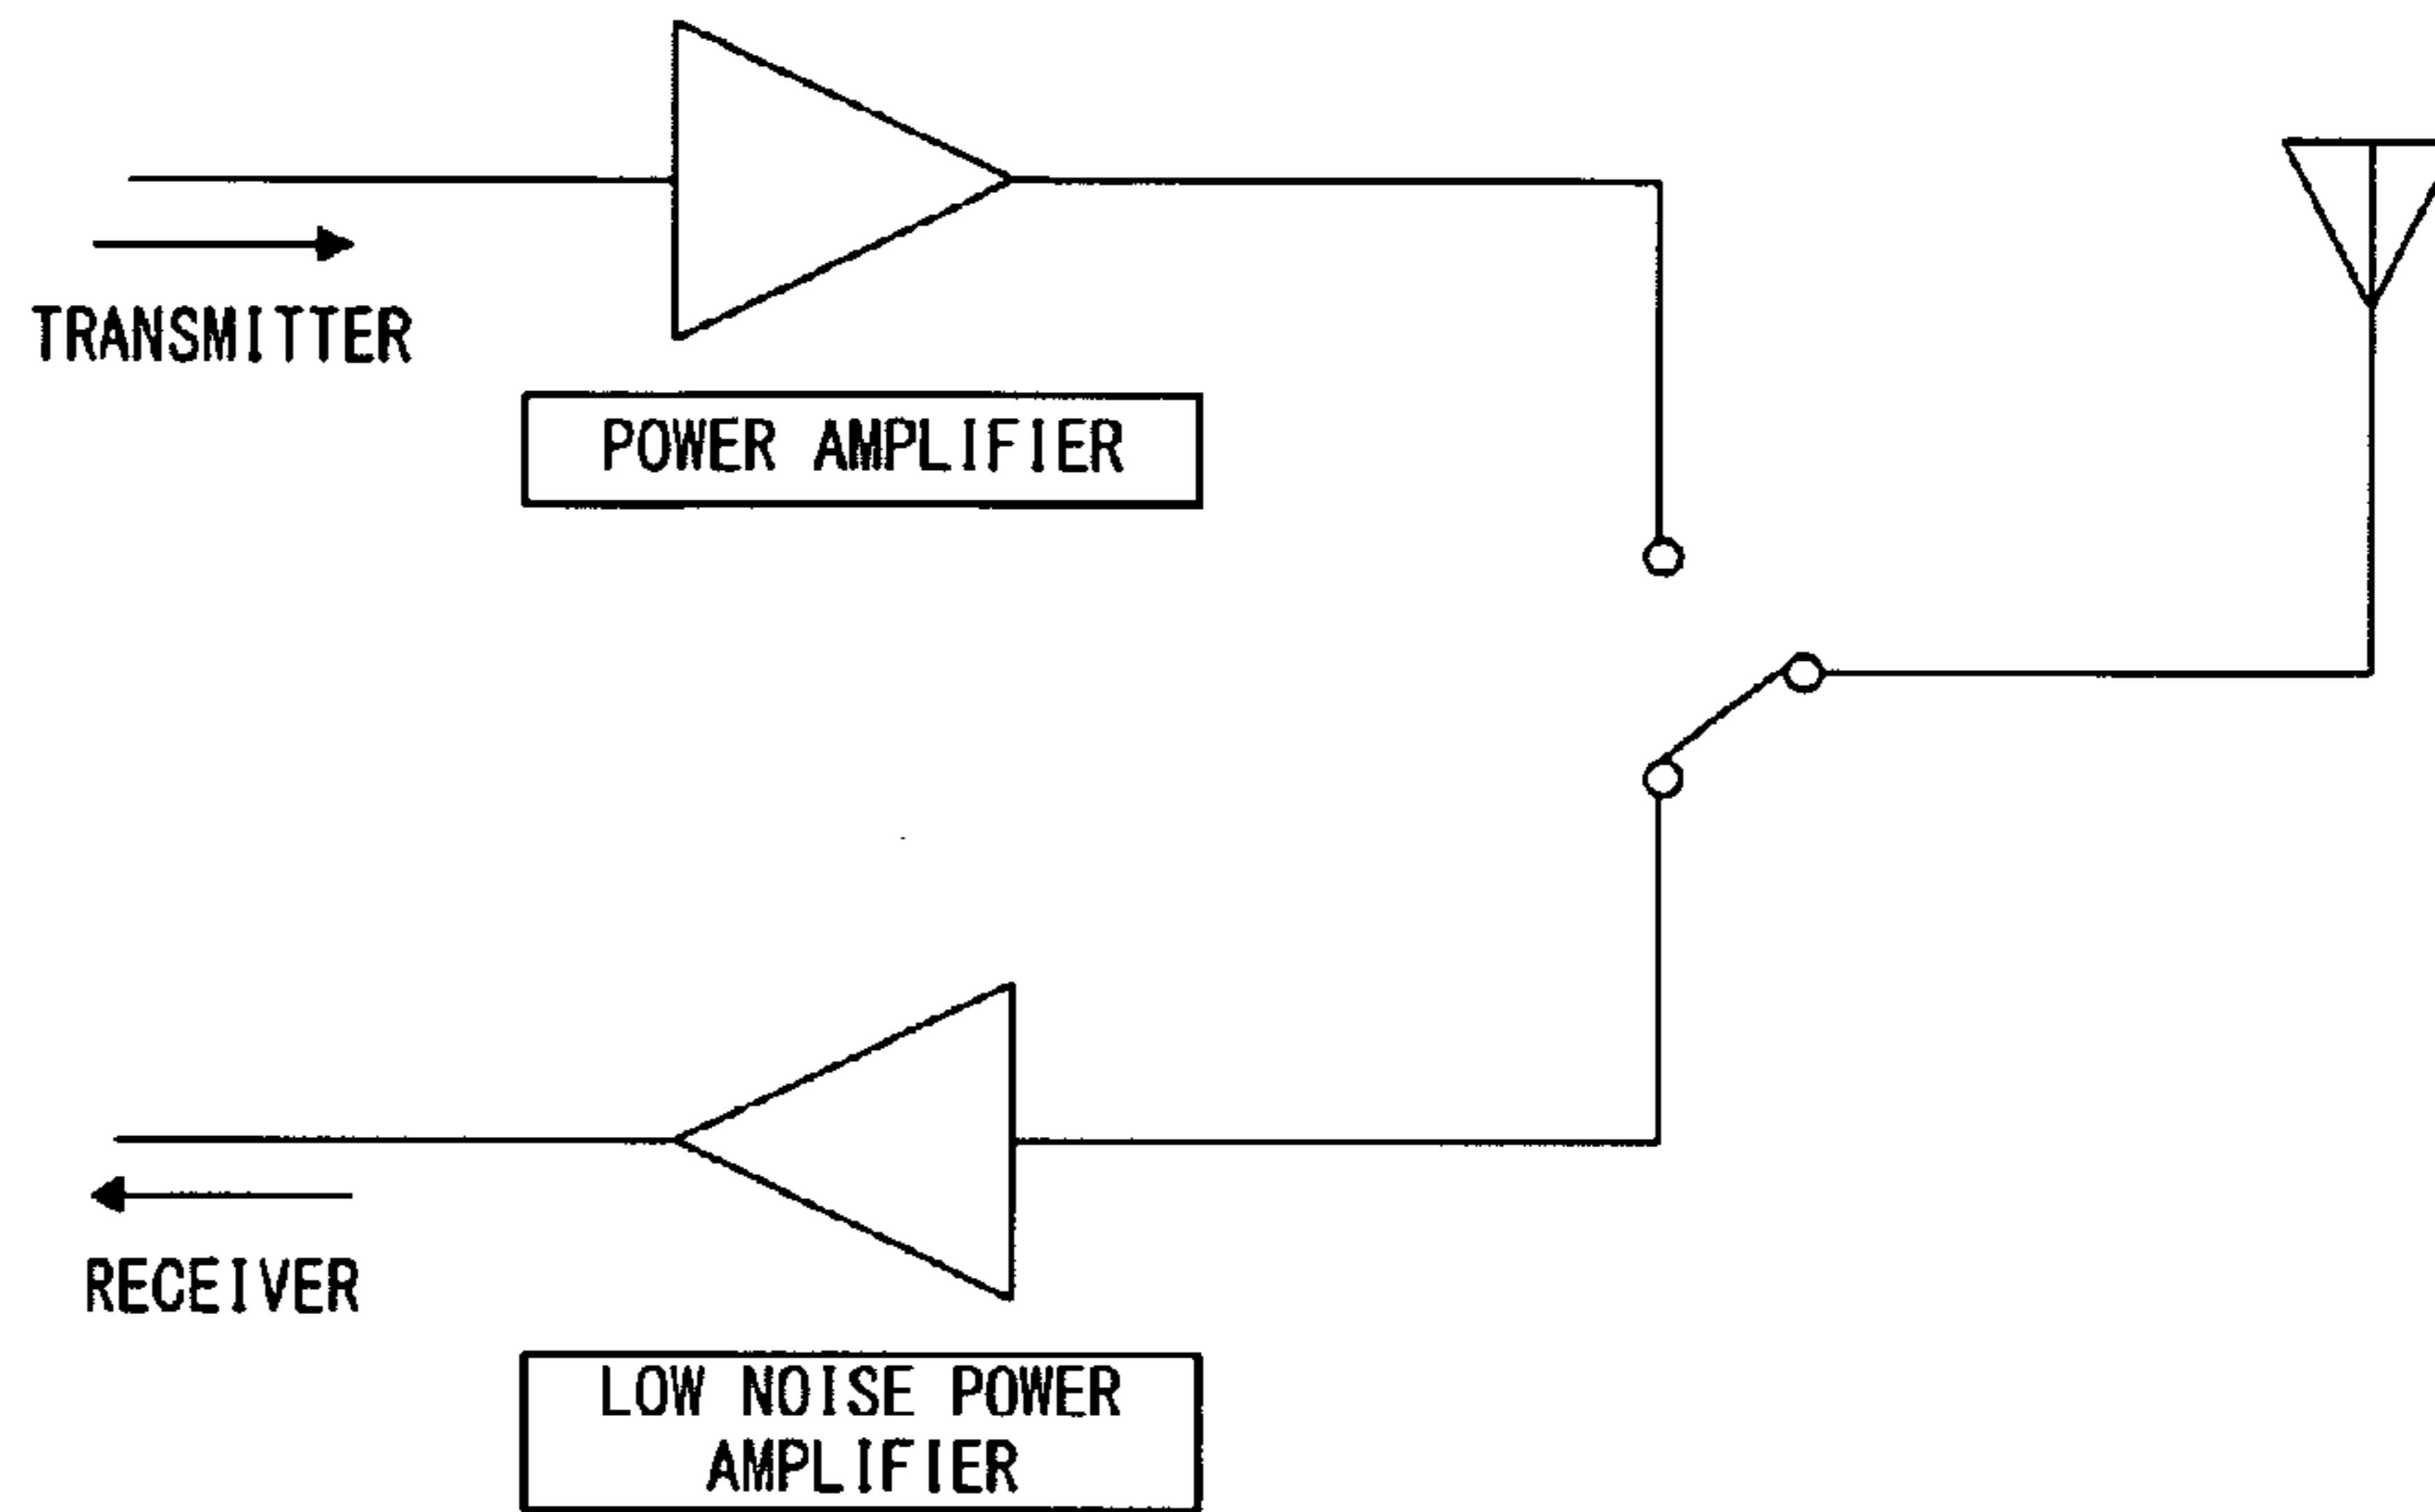 TRANSMITTER
POWER AMPLIFIER
RECEIVER
LOW NOISE POWER
AMPLIFIER